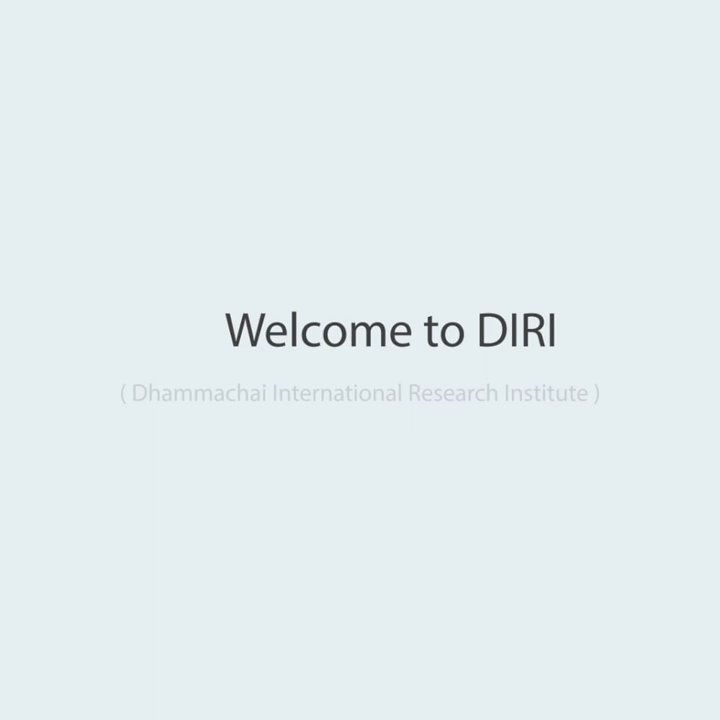 Welcome to DIRI
( Dhammachai International Research Institute )